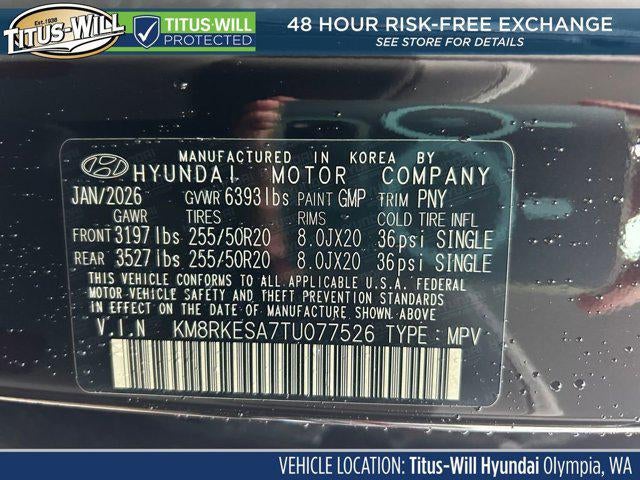 Est. 1938
TITUS-WILL
TITUS-WILL
PROTECTED
48 HOUR RISK-FREE EXCHANGE
SEE STORE FOR DETAILS
MANUFACTURED IN KOREA BY
HYUNDAI MOTOR COMPANY
JAN/2026 GVWR 6393lbs PAINT GMP TRIM PNY
GAWR TIRES RIMS COLD TIRE INFL
FRONT 3197 lbs 255/50R20 8.0JX20 36psi SINGLE
REAR 3527 lbs 255/50R20 8.0JX20 36psi SINGLE
THIS VEHICLE CONFORMS TO ALL APPLICABLE U.S.A. FEDERAL
MOTOR VEHICLE SAFETY AND THEFT PREVENTION STANDARDS
IN EFFECT ON THE DATE OF MANUFACTURE SHOWN ABOVE
V.I.N KM8RKESA7TU077526 TYPE: MPV
VEHICLE LOCATION: Titus-Will Hyundai Olympia, WA